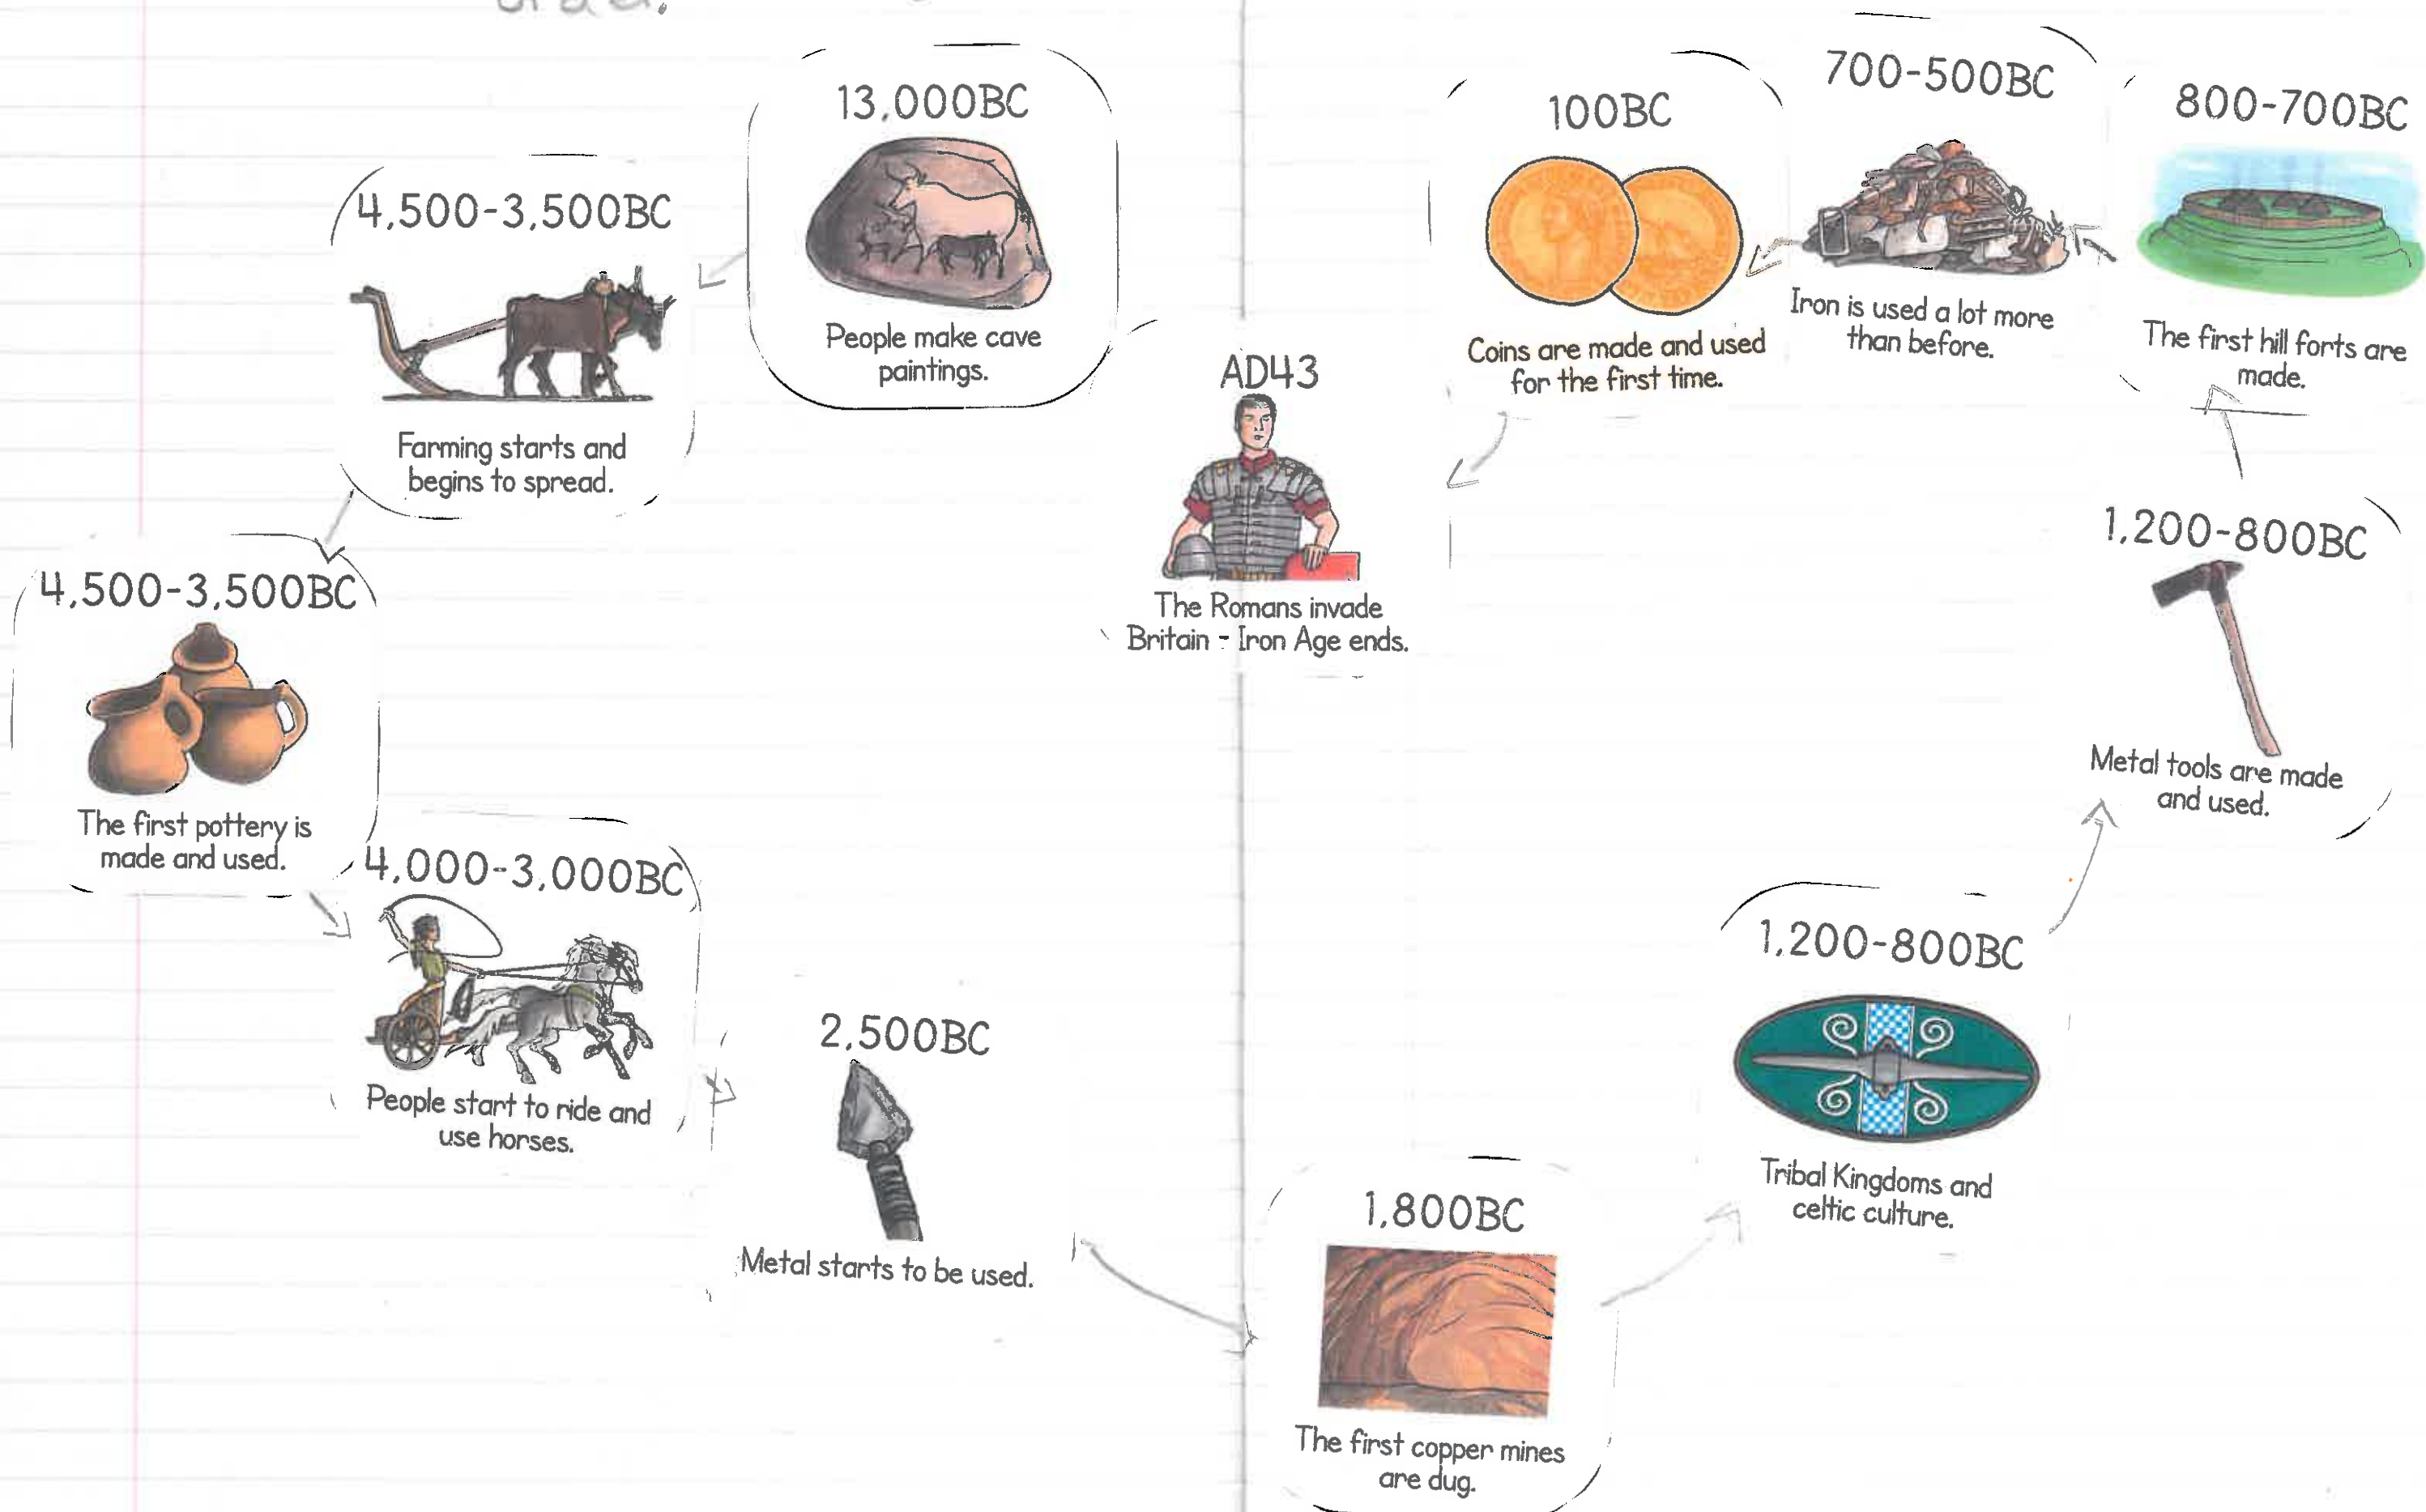 order.
13,000BC
People make cave
paintings.
4,500-3,500BC
Farming starts and
begins to spread.
4,500-3,500BC
The first pottery is
made and used.
4,000-3,000BC
People start to ride and
use horses.
2,500BC
Metal starts to be used.
1,800BC
The first copper mines
are dug.
1,200-800BC
Tribal Kingdoms and
celtic culture.
1,200-800BC
Metal tools are made
and used.
800-700BC
The first hill forts are
made.
700-500BC
Iron is used a lot more
than before.
100BC
Coins are made and used
for the first time.
AD43
The Romans invade
Britain - Iron Age ends.